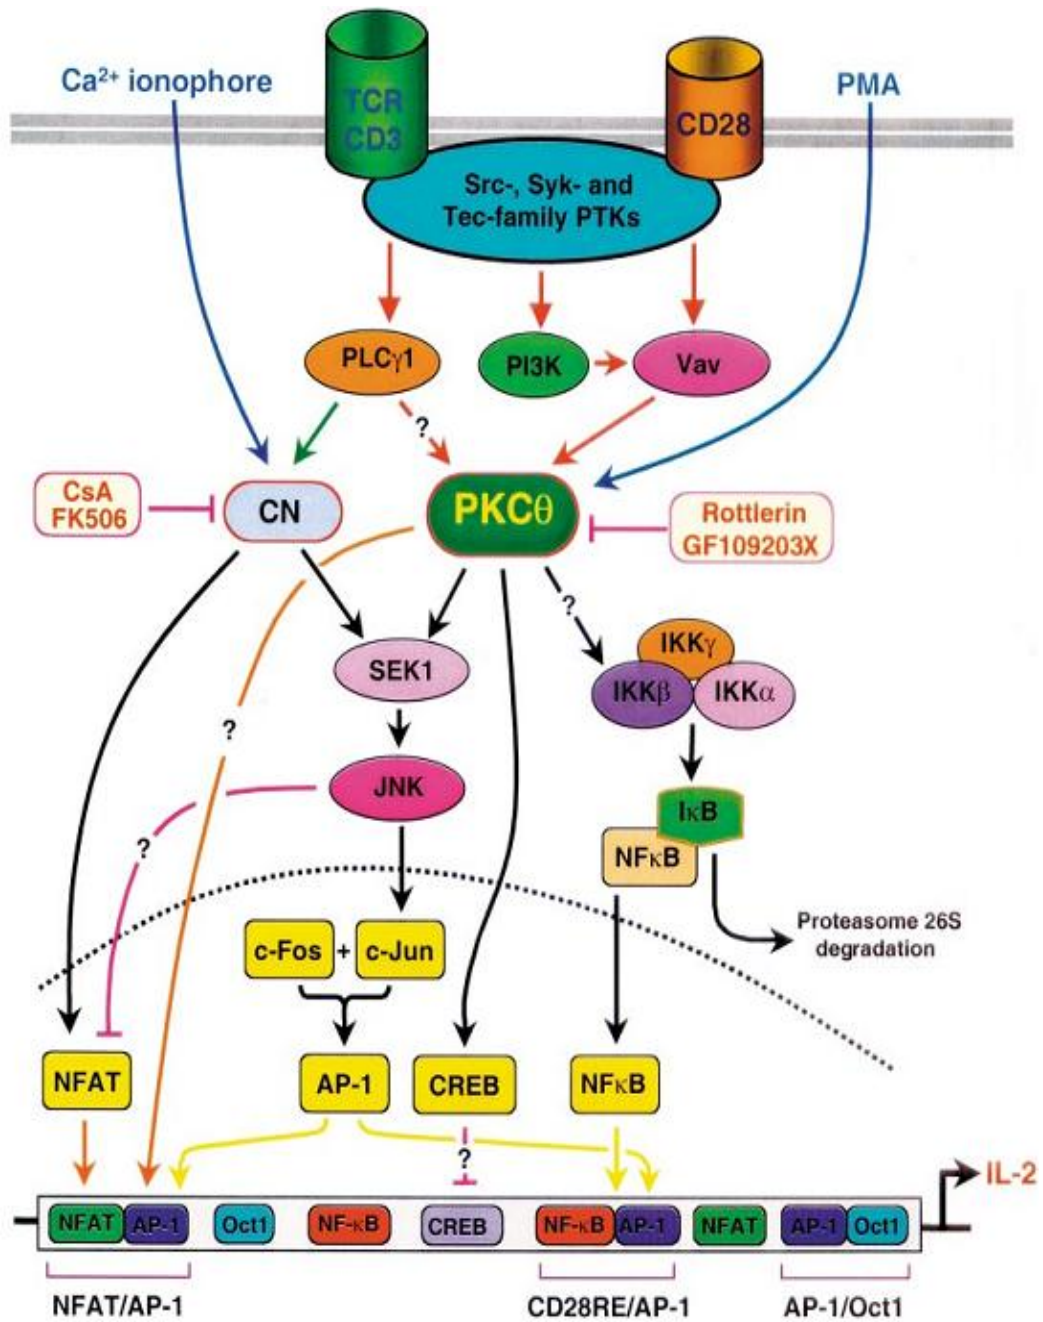 Ca²⁺ ionophore
TCR
CD3
CD28
PMA
Src-, Syk- and
Tec-family PTKs
PLCγ1
PI3K
Vav
?
CsA
FK506
CN
PKCθ
Rottlerin
GF109203X
?
SEK1
IKKγ
IKKβ
IKKα
?
JNK
IκB
?
NFκB
Proteasome 26S
degradation
c-Fos + c-Jun
NFAT
AP-1
CREB
NFκB
?
IL-2
NFAT AP-1 Oct1 NF-κB CREB NF-κB AP-1 NFAT AP-1 Oct1
NFAT/AP-1
CD28RE/AP-1
AP-1/Oct1